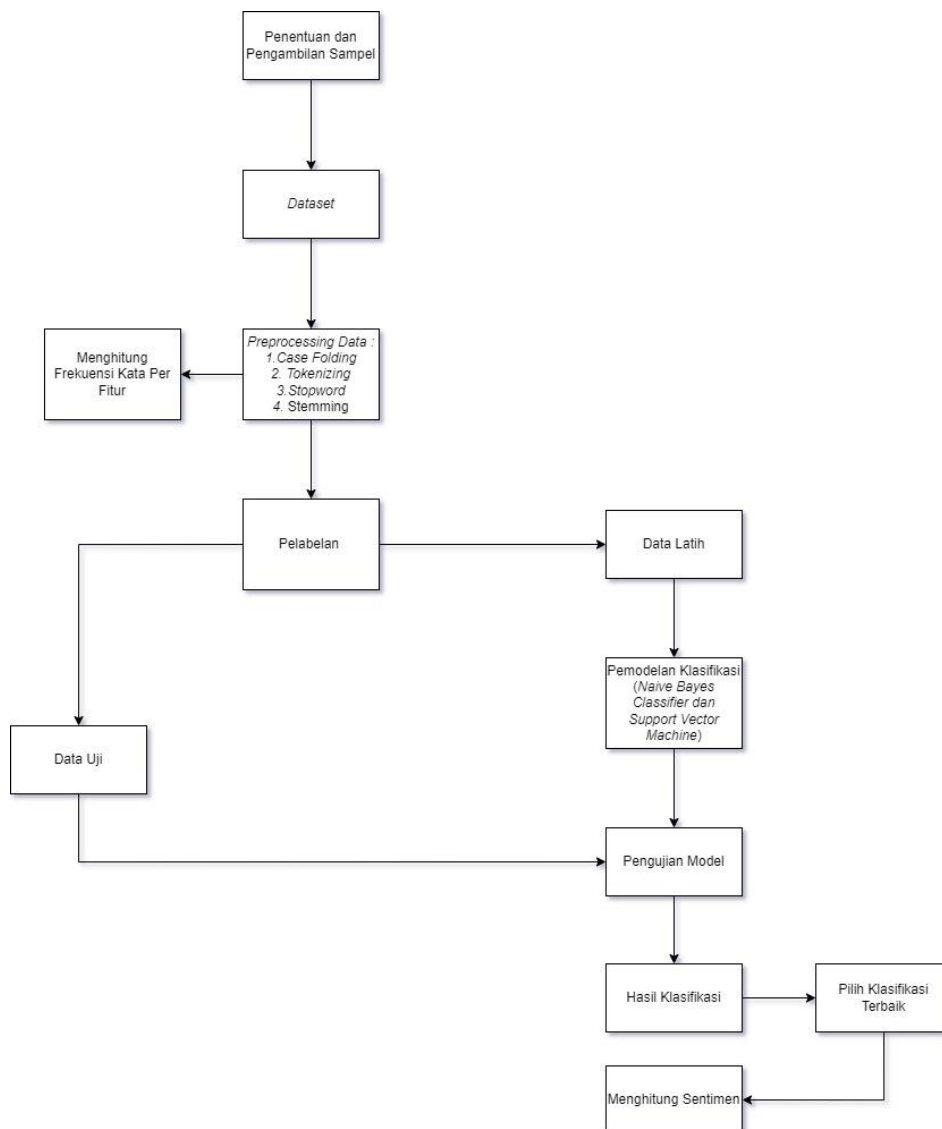 Penentuan dan
Pengambilan Sampel
Dataset
Preprocessing Data :
1.Case Folding
2. Tokenizing
3.Stopword
4. Stemming
Menghitung
Frekuensi Kata Per
Fitur
Pelabelan
Data Latih
Pemodelan Klasifikasi
(Naive Bayes
Classifier dan
Support Vector
Machine)
Data Uji
Pengujian Model
Hasil Klasifikasi
Pilih Klasifikasi
Terbaik
Menghitung Sentimen